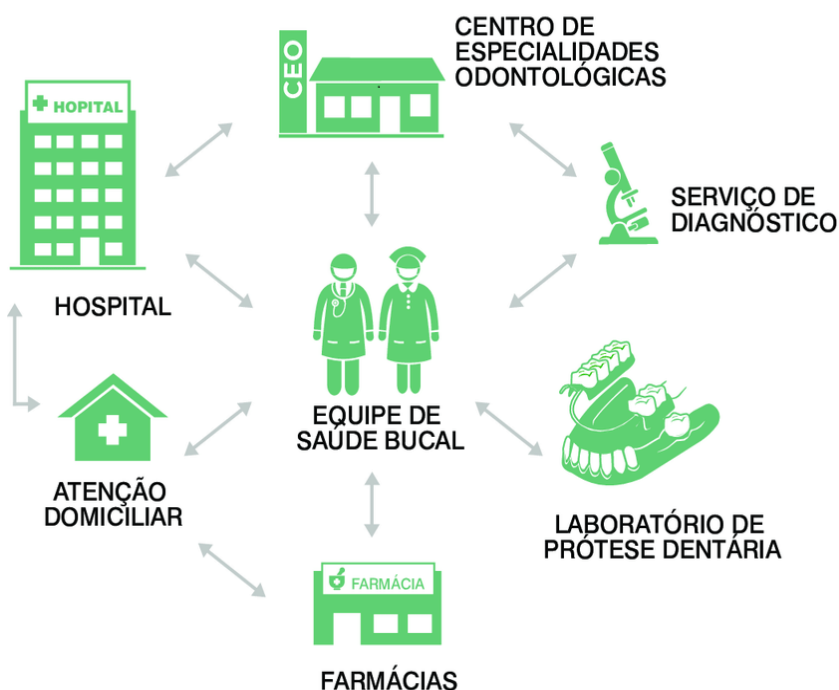 CENTRO DE
ESPECIALIDADES
ODONTOLÓGICAS
CEO
HOPITAL
SERVIÇO DE
DIAGNÓSTICO
HOSPITAL
EQUIPE DE
SAÚDE BUCAL
ATENÇÃO
DOMICILIAR
LABORATÓRIO DE
PRÓTESE DENTÁRIA
FARMÁCIA
FARMÁCIAS